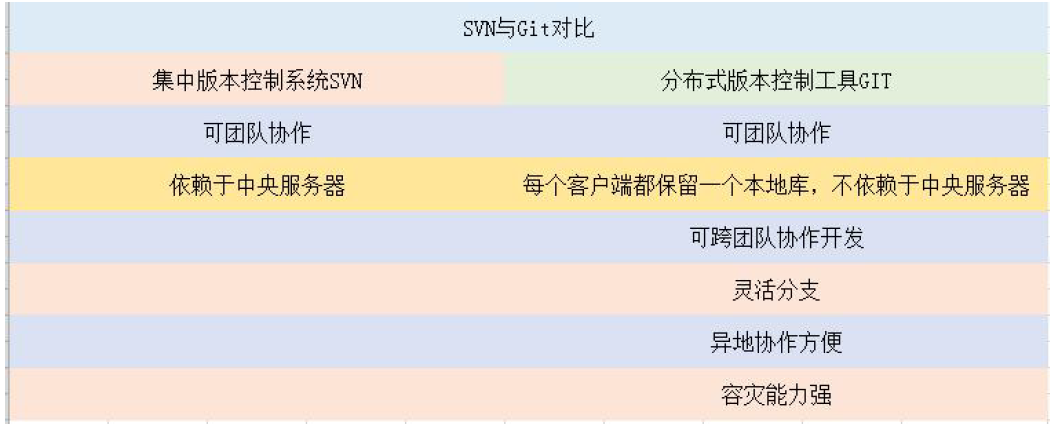 SVN与Git对比
集中版本控制系统SVN 分布式版本控制工具GIT
可团队协作 可团队协作
依赖于中央服务器 每个客户端都保留一个本地库，不依赖于中央服务器
可跨团队协作开发
灵活分支
异地协作方便
容灾能力强